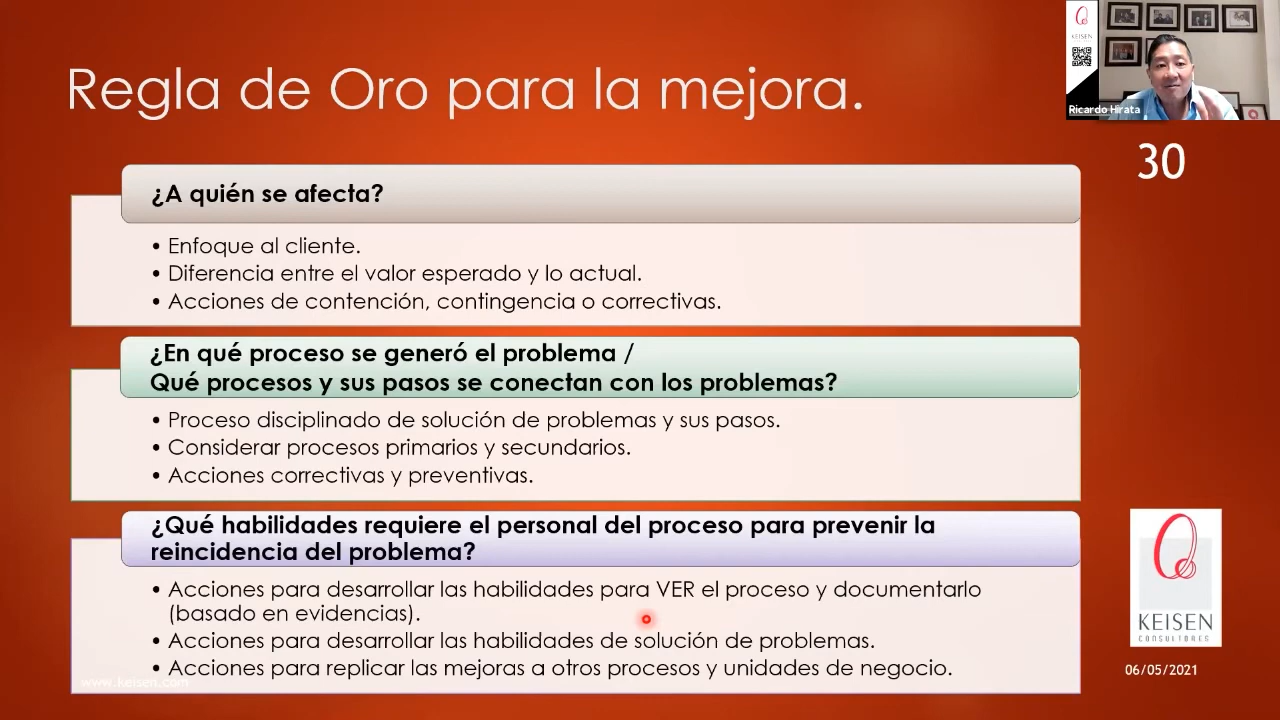 Regla de Oro para la mejora.
KEISEN
Ricardo Hirata
30
¿A quién se afecta?
• Enfoque al cliente.
• Diferencia entre el valor esperado y lo actual.
• Acciones de contención, contingencia o correctivas.
¿En qué proceso se generó el problema /
Qué procesos y sus pasos se conectan con los problemas?
• Proceso disciplinado de solución de problemas y sus pasos.
• Considerar procesos primarios y secundarios.
• Acciones correctivas y preventivas.
¿Qué habilidades requiere el personal del proceso para prevenir la
reincidencia del problema?
• Acciones para desarrollar las habilidades para VER el proceso y documentarlo
(basado en evidencias).
• Acciones para desarrollar las habilidades de solución de problemas.
• Acciones para replicar las mejoras a otros procesos y unidades de negocio.
www.keisen.com
KEISEN
CONSULTORES
06/05/2021